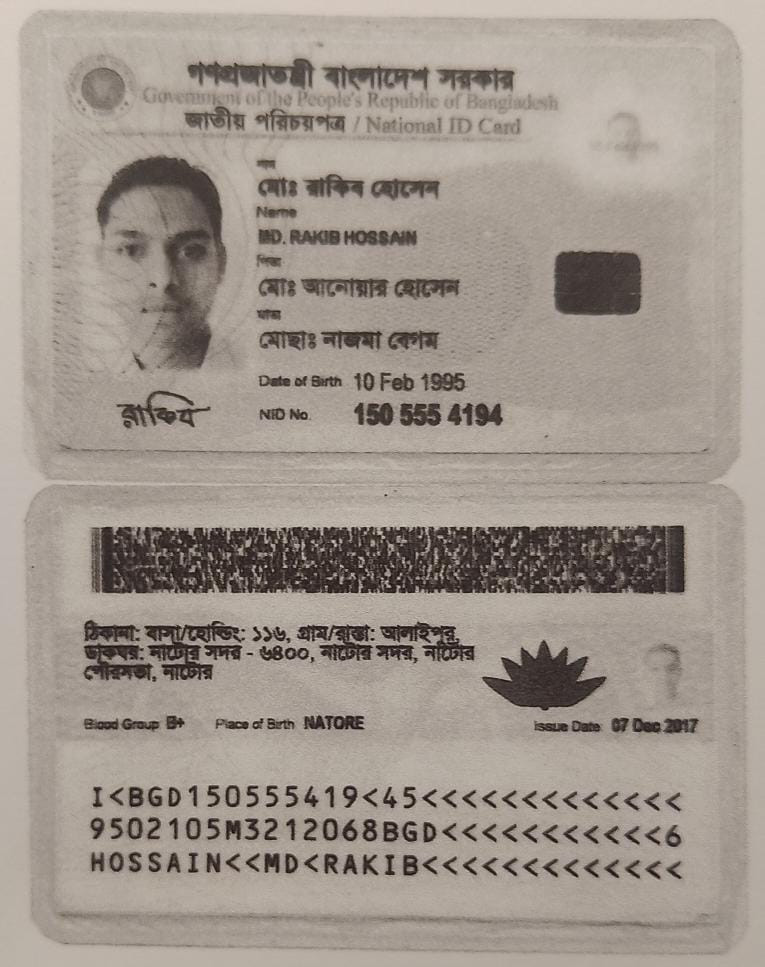 গণপ্রজাতন্ত্রী বাংলাদেশ সরকার
Government of the People's Republic of Bangladesh
জাতীয় পরিচয়পত্র / National ID Card
নাম
মোঃ রাকিব হোসেন
Name
MD. RAKIB HOSSAIN
পিতা
মোঃ আনোয়ার হোসেন
মাতা
মোছাঃ নাজমা বেগম
Date of Birth 10 Feb 1995
রাকিব
NID No. 150 555 4194
ঠিকানা: বাসা/হোল্ডিং: ১১৬, গ্রাম/রাস্তা: আলাইপুর,
ডাকঘর: নাটোর সদর - ৬৪০০, নাটোর সদর, নাটোর
পৌরসভা, নাটোর
Blood Group B+ Place of Birth NATORE Issue Date 07 Dec 2017
I<BGD150555419<45<<<<<<<<<<<<<
9502105M3212068BGD<<<<<<<<<<<6
HOSSAIN<<MD<RAKIB<<<<<<<<<<<<<